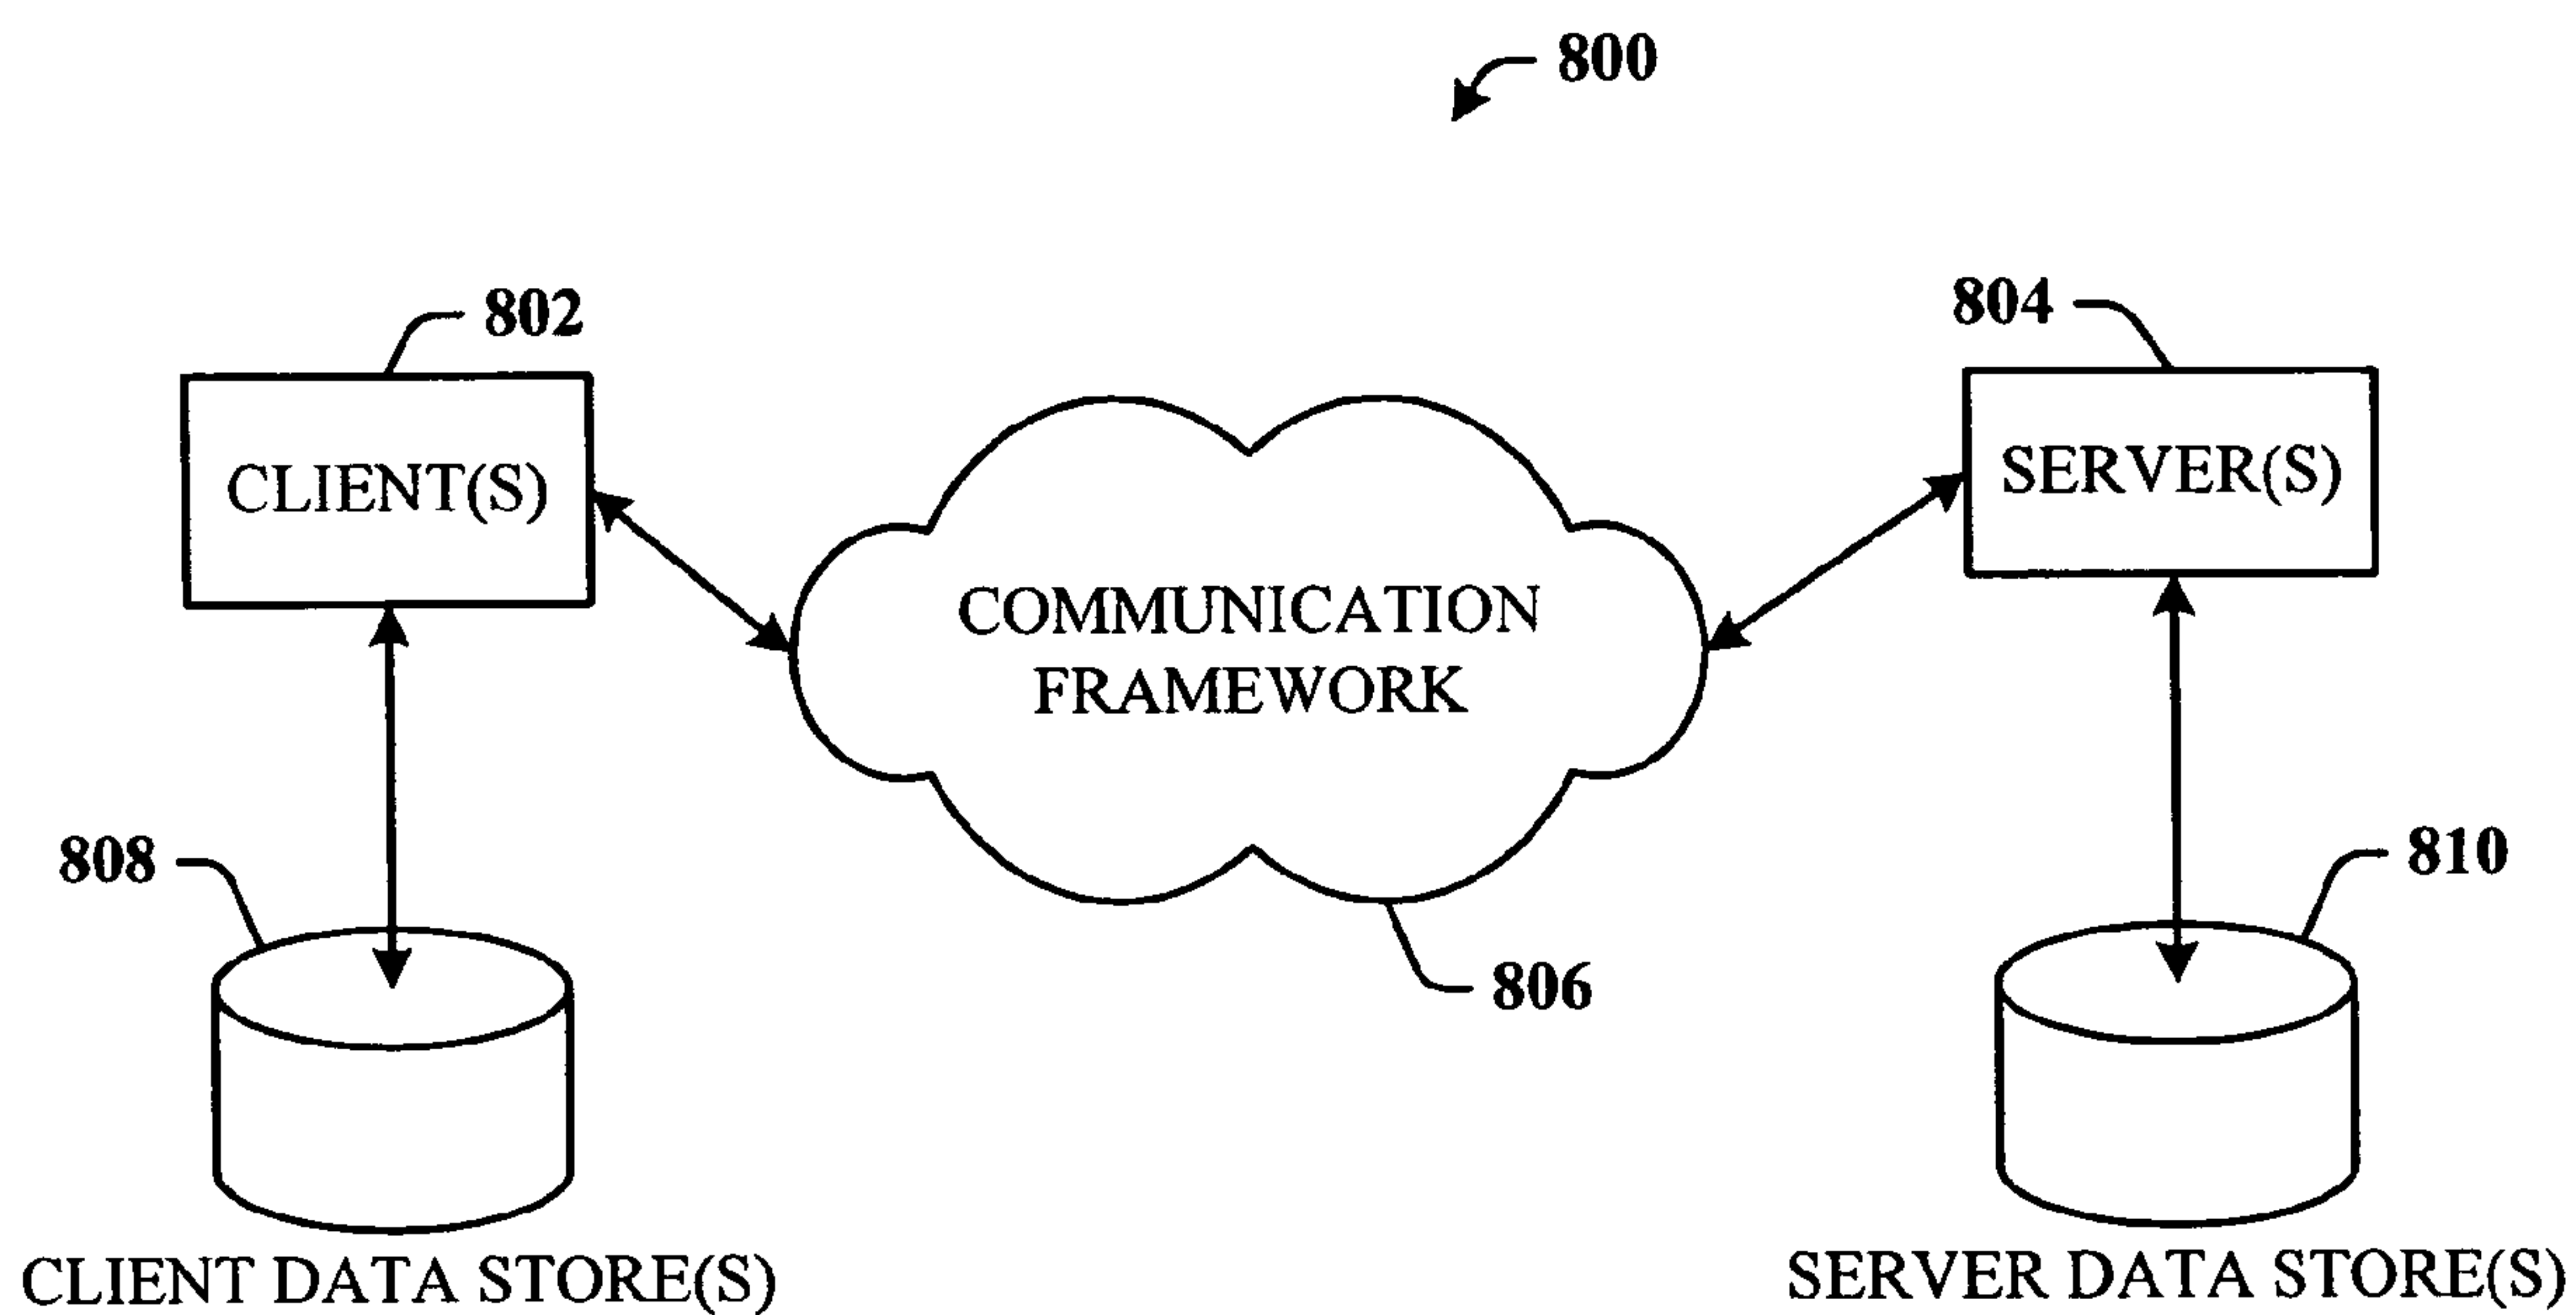 800
802
804
CLIENT(S)
SERVER(S)
COMMUNICATION
FRAMEWORK
808
810
806
CLIENT DATA STORE(S)
SERVER DATA STORE(S)